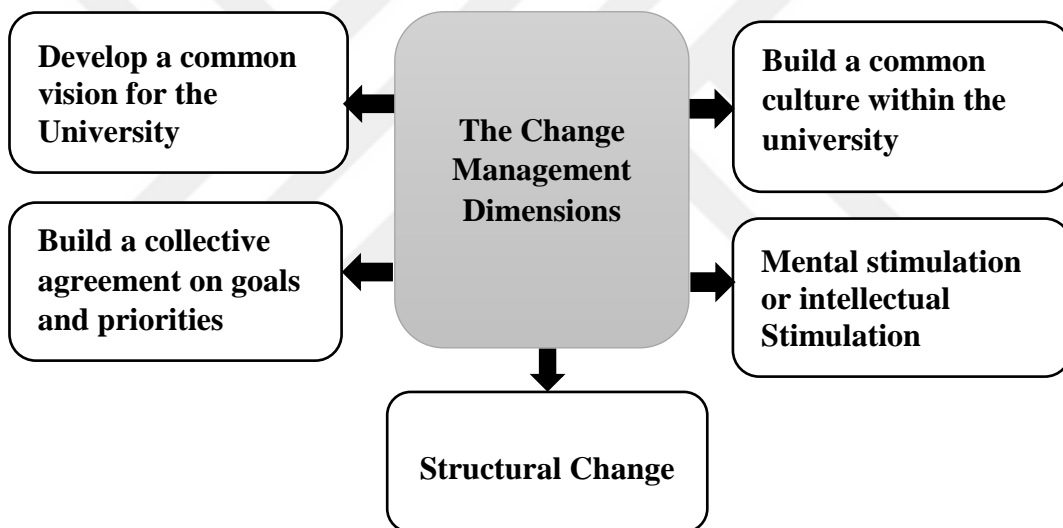 Develop a common
vision for the
University
The Change
Management
Dimensions
Build a common
culture within the
university
Build a collective
agreement on goals
and priorities
Mental stimulation
or intellectual
Stimulation
Structural Change